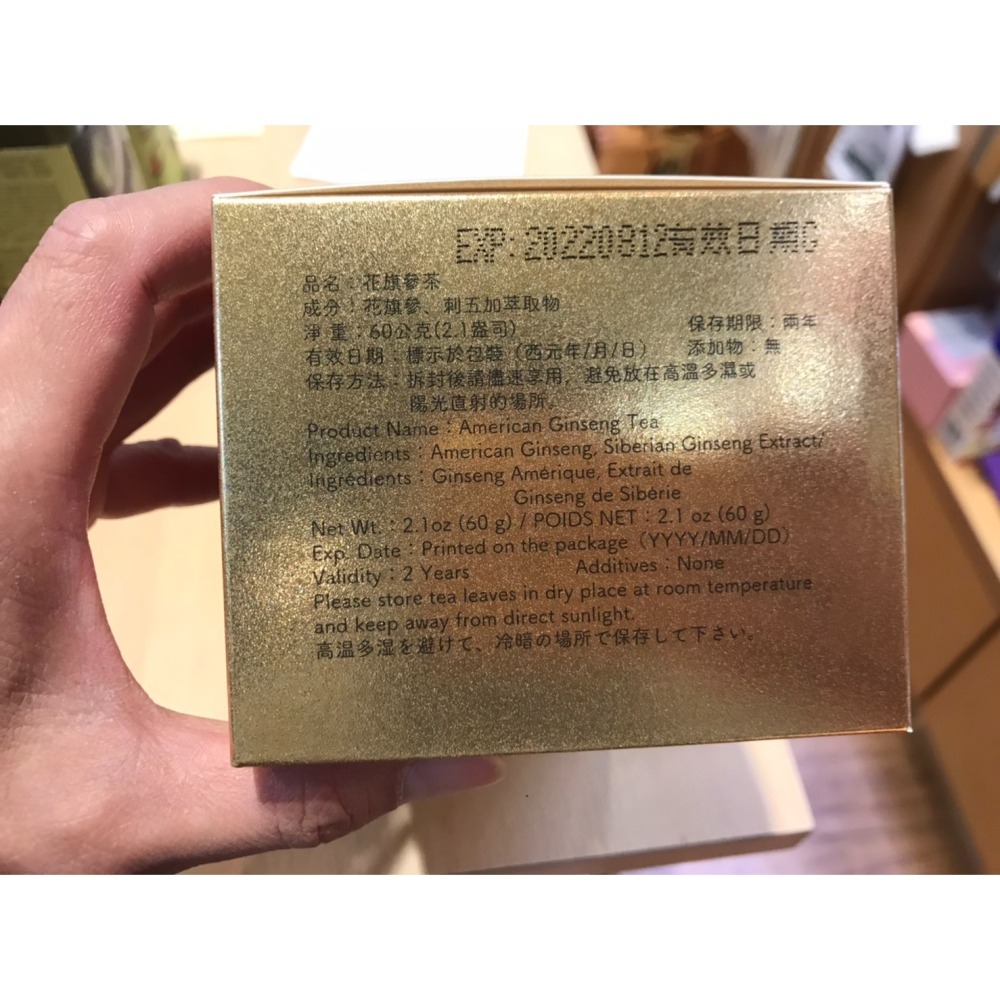 EXP: 20220812有效日期G
品名：花旗參茶
成分：花旗參、刺五加萃取物
淨 重：60公克(2.1盎司) 保存期限：兩年
有效日期：標示於包裝（西元年/月/日） 添加物：無
保存方法：拆封後請儘速享用，避免放在高溫多濕或
陽光直射的場所。
Product Name：American Ginseng Tea
Ingredients：American Ginseng, Siberian Ginseng Extract/
Ingrédients：Ginseng Amérique, Extrait de
Ginseng de Sibérie
Net Wt.：2.1oz (60 g) / POIDS NET：2.1 oz (60 g)
Exp. Date：Printed on the package（YYYY/MM/DD）
Validity：2 Years Additives：None
Please store tea leaves in dry place at room temperature
and keep away from direct sunlight.
高温多湿を避けて、冷暗の場所で保存して下さい。